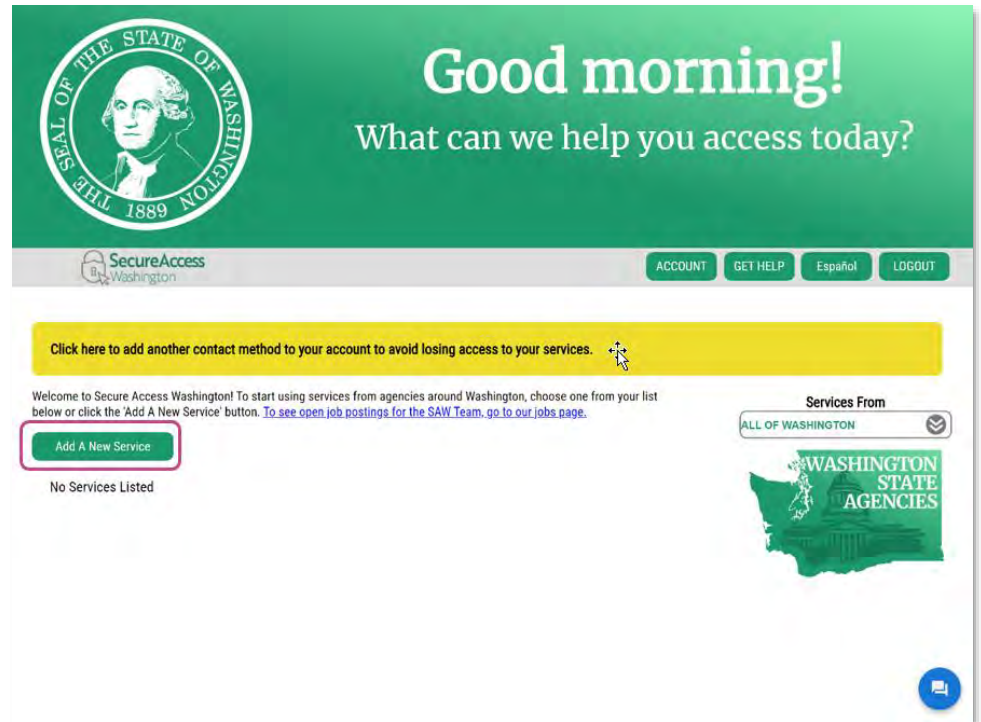 THE SEAL OF THE STATE OF WASHINGTON
1889
Good morning!
What can we help you access today?
SecureAccess
Washington
ACCOUNT
GET HELP
Español
LOGOUT
Click here to add another contact method to your account to avoid losing access to your services.
Welcome to Secure Access Washington! To start using services from agencies around Washington, choose one from your list
below or click the 'Add A New Service' button. To see open job postings for the SAW Team, go to our jobs page.
Add A New Service
No Services Listed
Services From
ALL OF WASHINGTON
WASHINGTON
STATE
AGENCIES